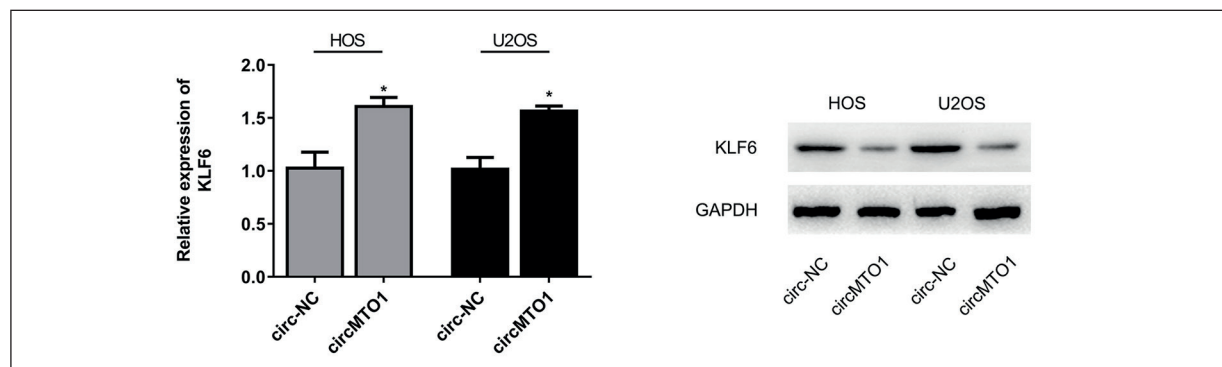 HOS
U2OS
Relative expression of
KLF6
2.0
*
*
1.5
1.0
0.5
0.0
circ-NC
circMTO1
circ-NC
circMTO1
HOS
U2OS
KLF6
GAPDH
circ-NC
circMTO1
circ-NC
circMTO1